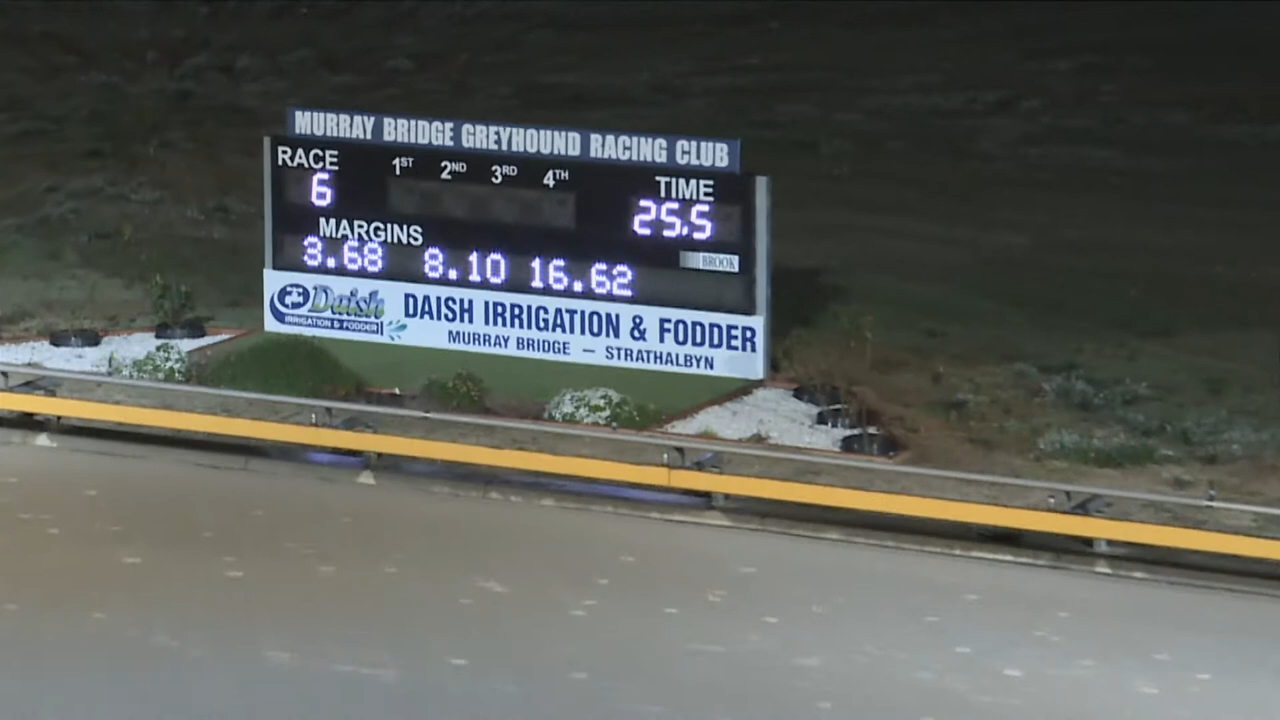 MURRAY BRIDGE GREYHOUND RACING CLUB
RACE 1ST 2ND 3RD 4TH TIME
6 25.5
MARGINS
3.68 8.10 16.62 BROOK
Daish
IRRIGATION & FODDER
DAISH IRRIGATION & FODDER
MURRAY BRIDGE – STRATHALBYN